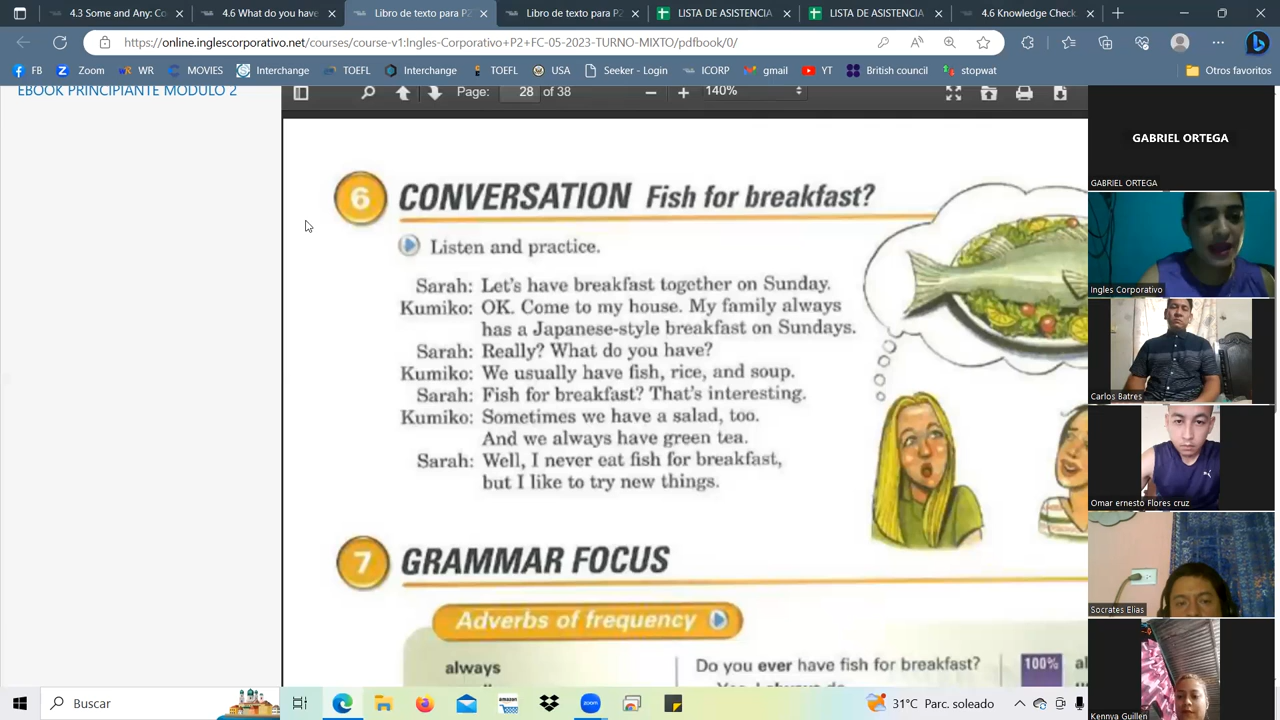 4.3 Some and Any: Co
4.6 What do you have
Libro de texto para P2
Libro de texto para P2
LISTA DE ASISTENCIA
LISTA DE ASISTENCIA
4.6 Knowledge Check
https://online.inglescorporativo.net/courses/course-v1:Ingles-Corporativo+P2+FC-05-2023-TURNO-MIXTO/pdfbook/0/
FB
Zoom
WR
MOVIES
Interchange
TOEFL
Interchange
TOEFL
USA
Seeker - Login
ICORP
gmail
YT
British council
stopwat
Otros favoritos
EBOOK PRINCIPIANTE MODULO 2
Page: 28 of 38
140%
6 CONVERSATION Fish for breakfast?
Listen and practice.
Sarah: Let's have breakfast together on Sunday.
Kumiko: OK. Come to my house. My family always
has a Japanese-style breakfast on Sundays.
Sarah: Really? What do you have?
Kumiko: We usually have fish, rice, and soup.
Sarah: Fish for breakfast? That's interesting.
Kumiko: Sometimes we have a salad, too.
And we always have green tea.
Sarah: Well, I never eat fish for breakfast,
but I like to try new things.
7 GRAMMAR FOCUS
Adverbs of frequency
always
Do you ever have fish for breakfast?
100%
Yes, I always do.
GABRIEL ORTEGA
GABRIEL ORTEGA
Ingles Corporativo
Carlos Batres
Omar ernesto Flores cruz
Socrates Elias
Kennya Guillen
Buscar
amazon
zoom
31°C Parc. soleado